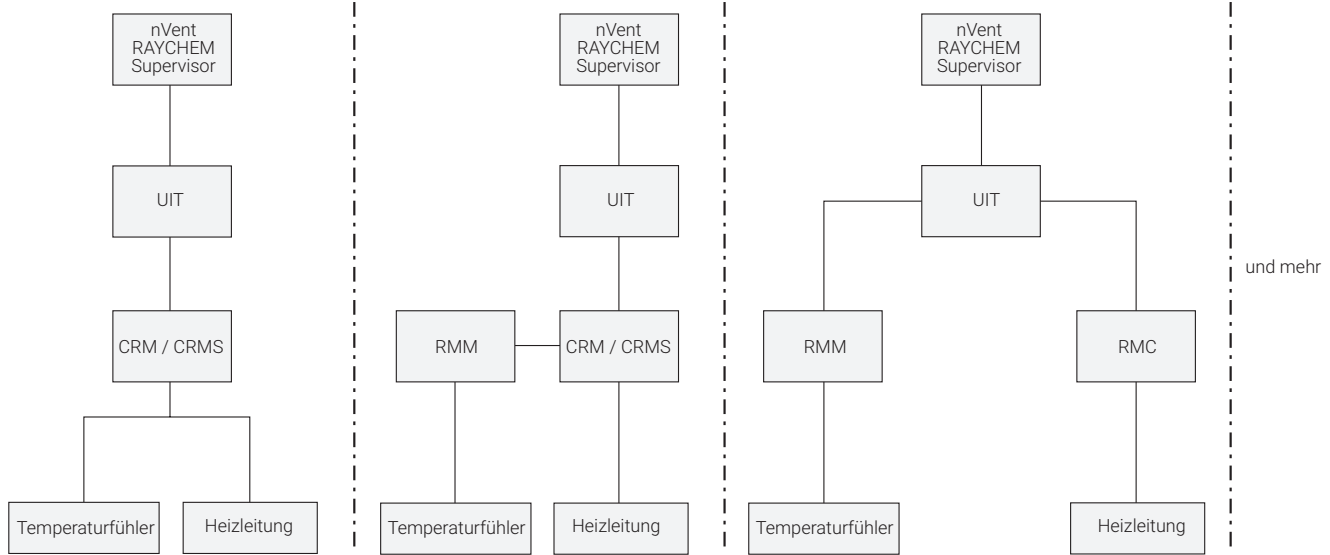 nVent
RAYCHEM
Supervisor
UIT
CRM / CRMS
Temperaturfühler
Heizleitung
nVent
RAYCHEM
Supervisor
UIT
RMM
CRM / CRMS
Temperaturfühler
Heizleitung
nVent
RAYCHEM
Supervisor
UIT
RMM
RMC
Temperaturfühler
Heizleitung
und mehr